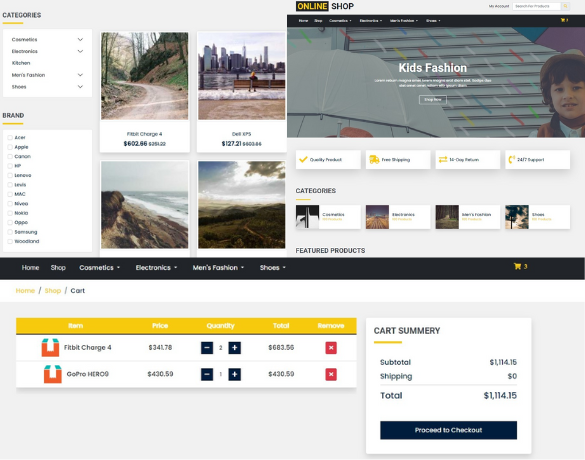 CATEGORIES
Cosmetics
Electronics
Kitchen
Men's Fashion
Shoes
BRAND
Acer
Apple
Canon
HP
Lenovo
Levis
MAC
Nivea
Nokia
Oppo
Samsung
Woodland
Fitbit Charge 4
$602.66 $251.22
Dell XPS
$127.21
ONLINE SHOP
My Account
Search For Products
Home Shop Cosmetics Electronics Men's Fashion Shoes 3
Kids Fashion
Shop Now
Quality Product
Free Shipping
14-Day Return
24/7 Support
CATEGORIES
Cosmetics
Electronics
Men's Fashion
Shoes
FEATURED PRODUCTS
Home Shop Cosmetics Electronics Men's Fashion Shoes 3
Home / Shop / Cart
Item Price Quantity Total Remove
Fitbit Charge 4 $341.78 - 2 + $683.56 ×
GoPro HERO9 $430.59 - 1 + $430.59 ×
CART SUMMERY
Subtotal $1,114.15
Shipping $0
Total $1,114.15
Proceed to Checkout